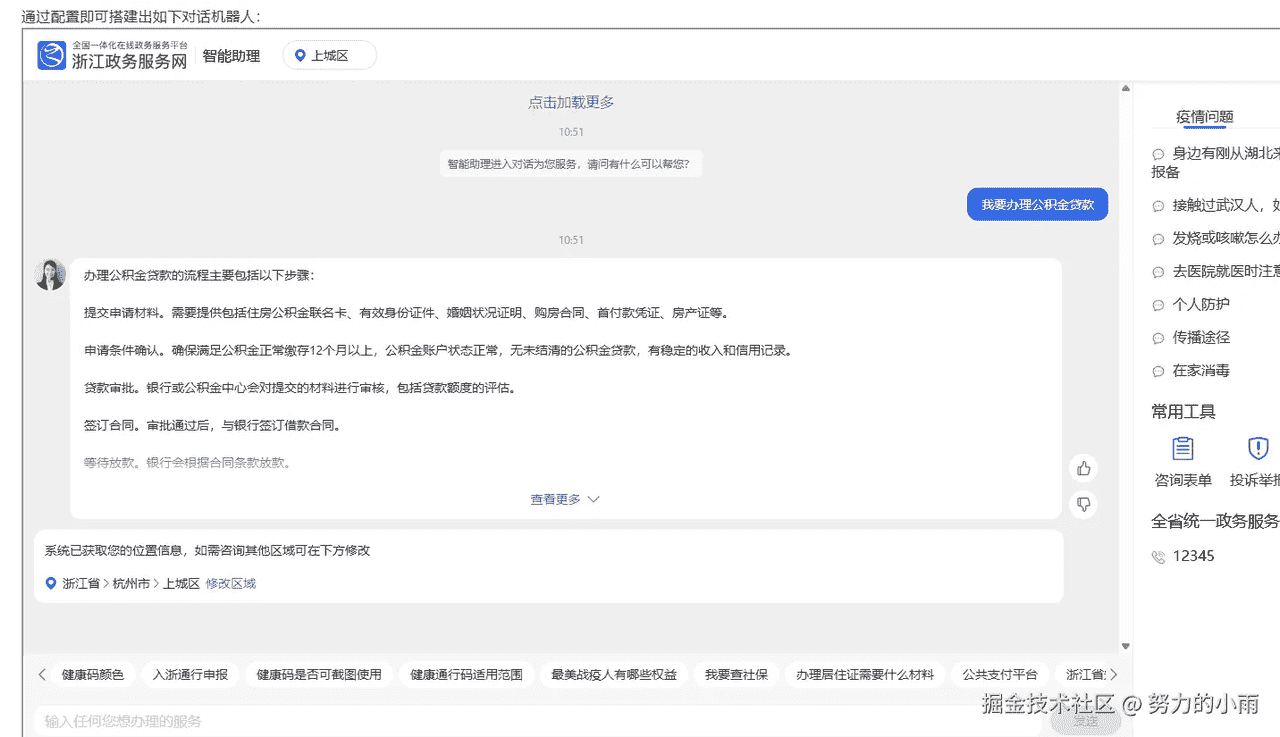 通过配置即可搭建出如下对话机器人：
全国一体化在线政务服务平台
浙江政务服务网
智能助理
上城区
点击加载更多
10:51
智能助理进入对话为您服务，请问有什么可以帮您?
我要办理公积金贷款
10:51
办理公积金贷款的流程主要包括以下步骤：
提交申请材料。需要提供包括住房公积金联名卡、有效身份证件、婚姻状况证明、购房合同、首付款凭证、房产证等。
申请条件确认。确保满足公积金正常缴存12个月以上，公积金账户状态正常，无未结清的公积金贷款，有稳定的收入和信用记录。
贷款审批。银行或公积金中心会对提交的材料进行审核，包括贷款额度的评估。
签订合同。审批通过后，与银行签订借款合同。
等待放款。银行会根据合同条款放款。
查看更多
系统已获取您的位置信息，如需咨询其他区域可在下方修改
浙江省 > 杭州市 > 上城区 修改区域
健康码颜色
入浙通行申报
健康码是否可截图使用
健康通行码适用范围
最美战疫人有哪些权益
我要查社保
办理居住证需要什么材料
公共支付平台
浙江省
输入任何您想办理的服务
发送
疫情问题
身边有刚从湖北来
报备
接触过武汉人，如
发烧或咳嗽怎么办
去医院就医时注意
个人防护
传播途径
在家消毒
常用工具
咨询表单
投诉举报
全省统一政务服务
12345
掘金技术社区 @ 努力的小雨